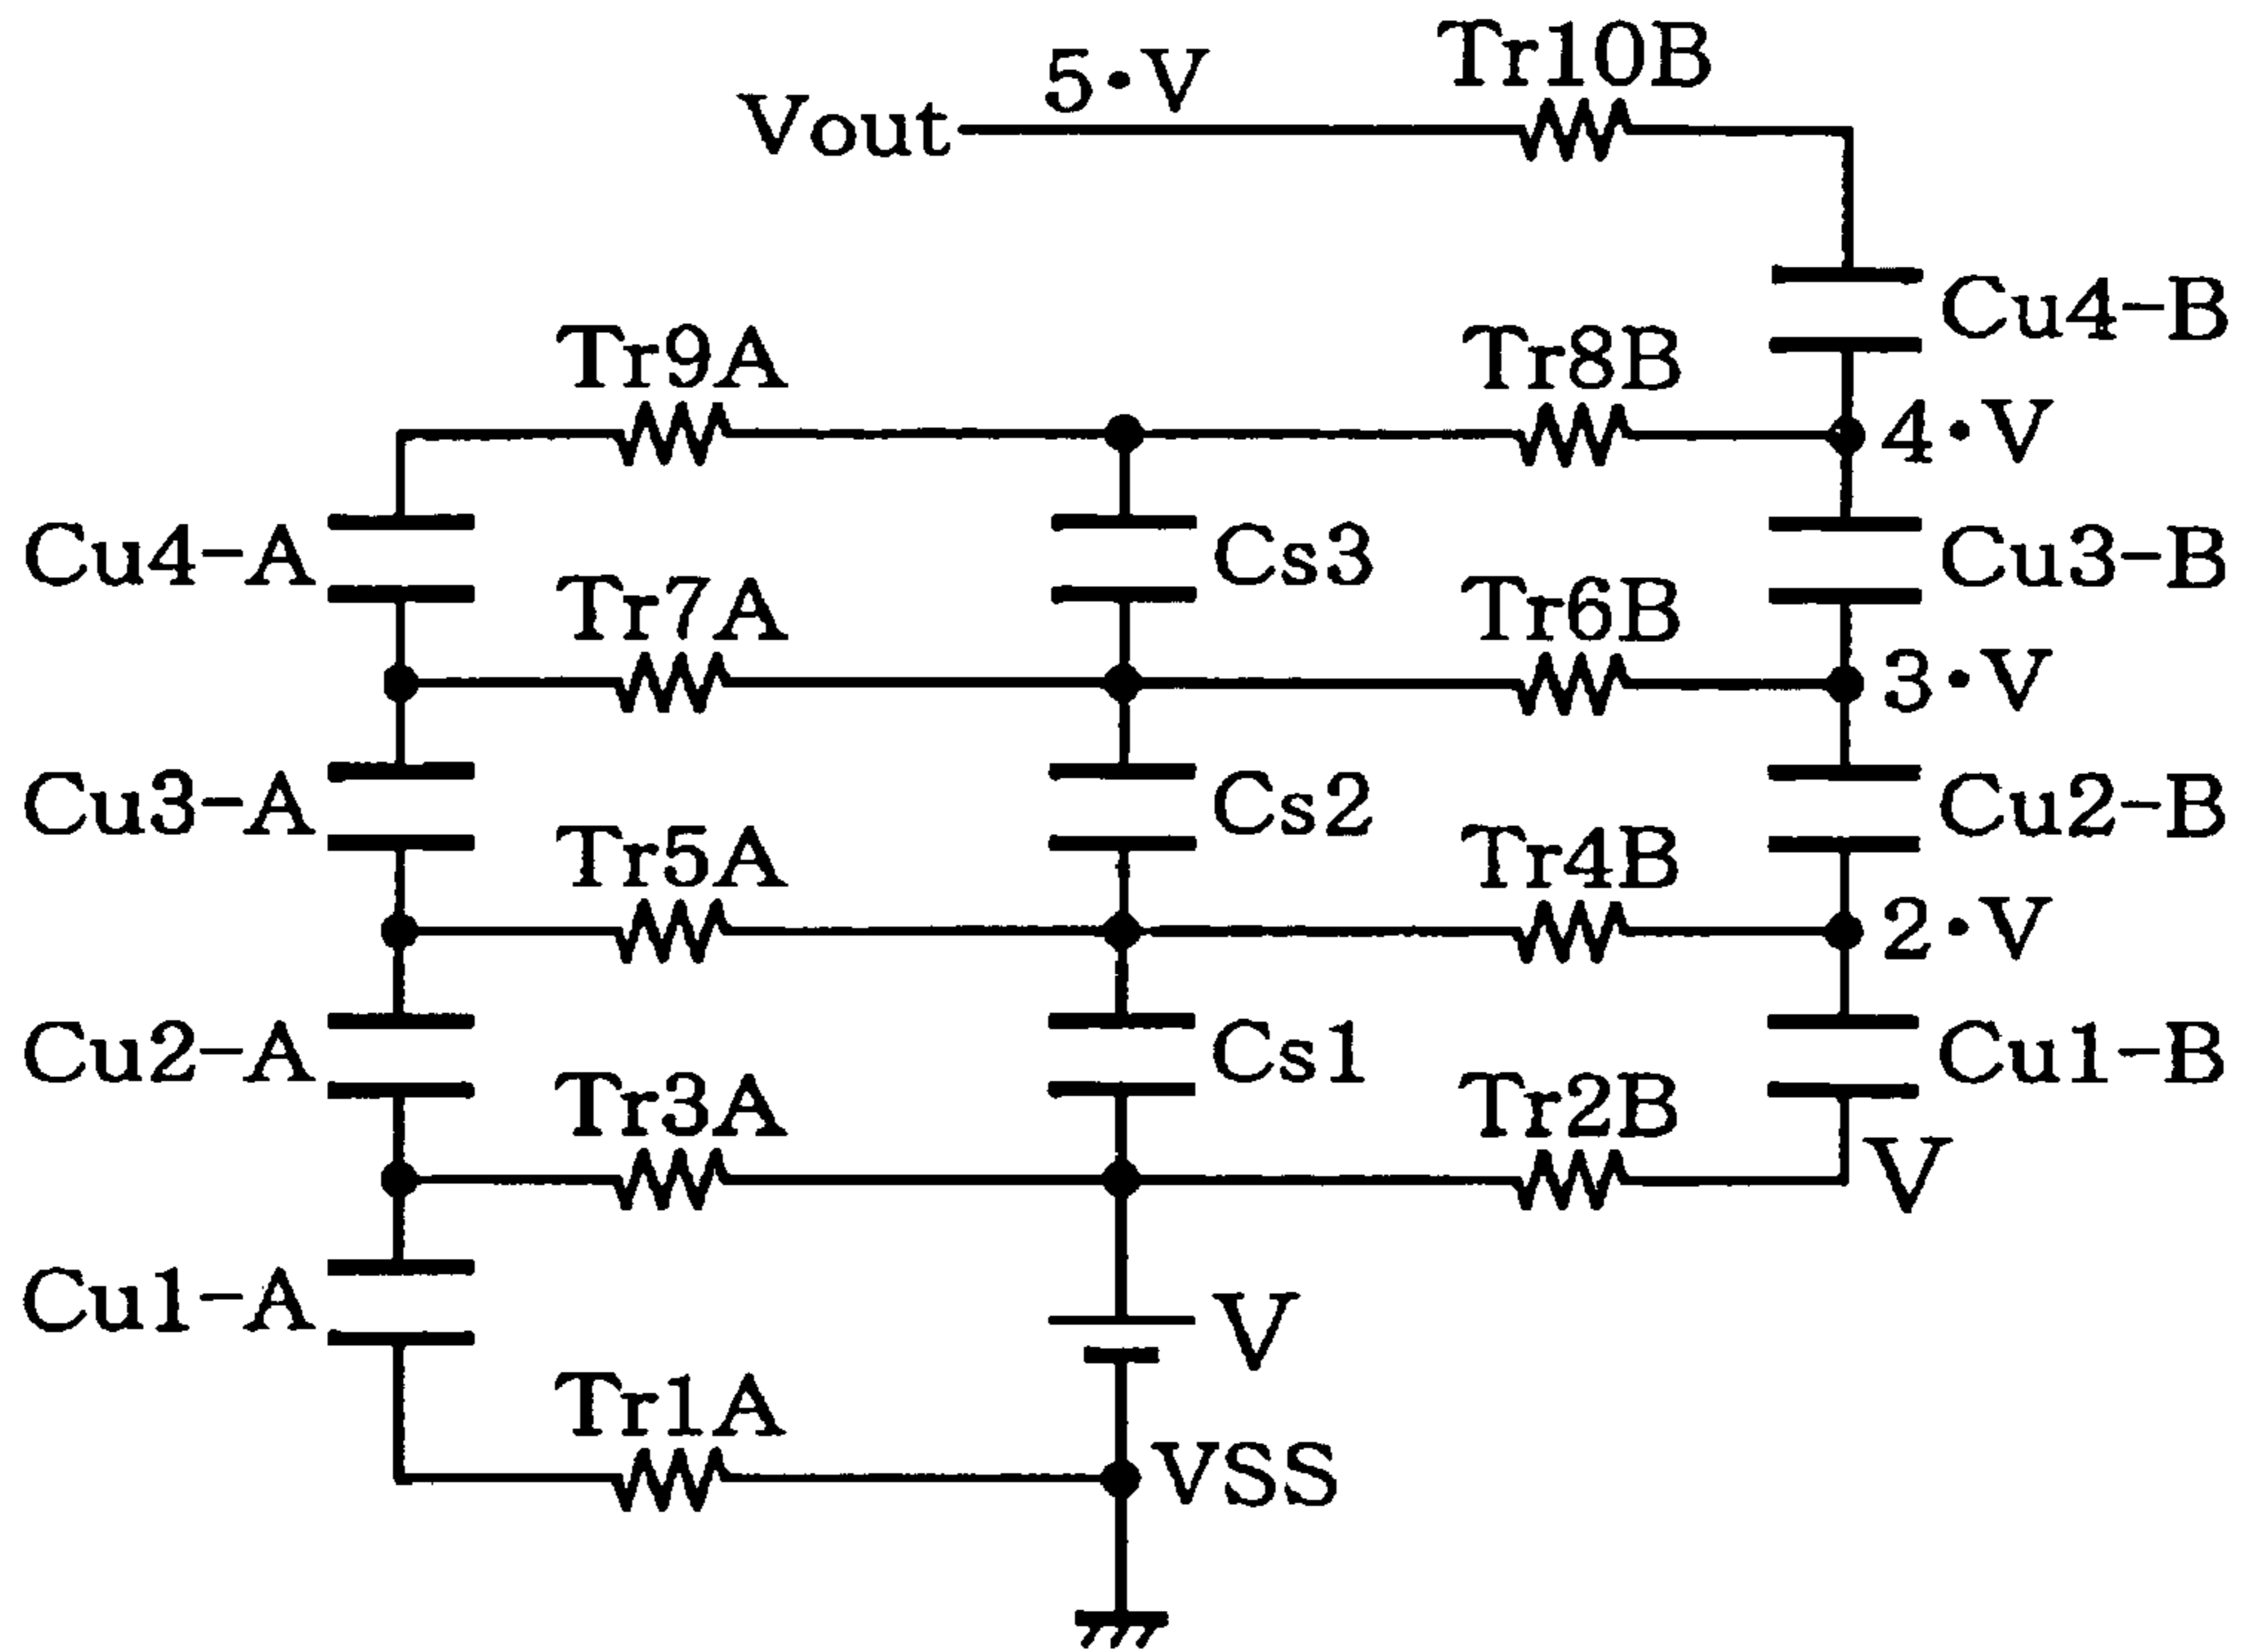 Tr10B
5·V
Vout
Cu4-B
Tr9A
Tr8B
4·V
Cu4-A
Cs3
Cu3-B
Tr7A
Tr6B
3·V
Cu3-A
Cs2
Cu2-B
Tr5A
Tr4B
2·V
Cu2-A
Cs1
Cu1-B
Tr3A
Tr2B
V
Cu1-A
V
Tr1A
VSS